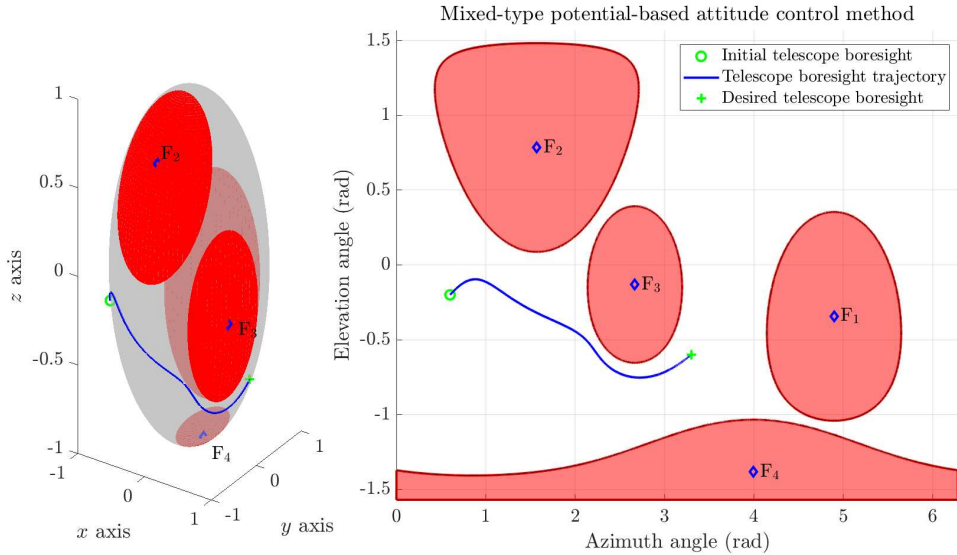 Mixed-type potential-based attitude control method
Initial telescope boresight
Telescope boresight trajectory
Desired telescope boresight
F2
F3
F4
1
0.5
0
-0.5
-1
z axis
-1
0
1
x axis
-1
0
1
y axis
F2
F3
F1
F4
1.5
1
0.5
0
-0.5
-1
-1.5
Elevation angle (rad)
0 1 2 3 4 5 6
Azimuth angle (rad)